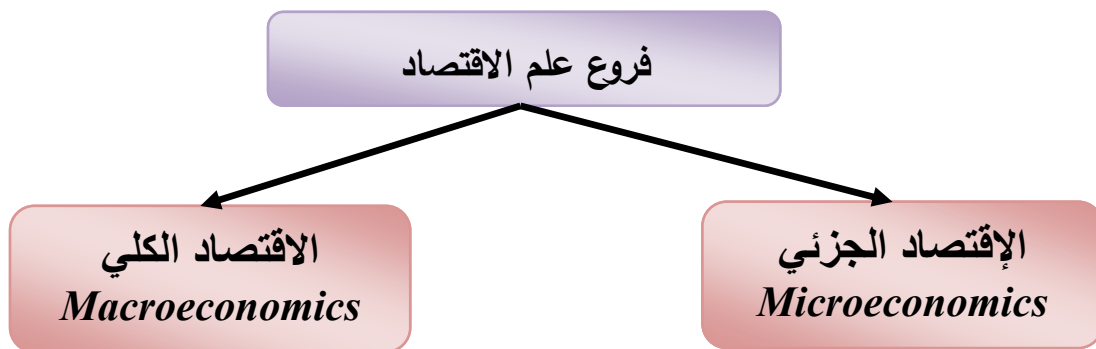 فروع علم الاقتصاد
الإقتصاد الجزئي
Microeconomics
الاقتصاد الكلي
Macroeconomics